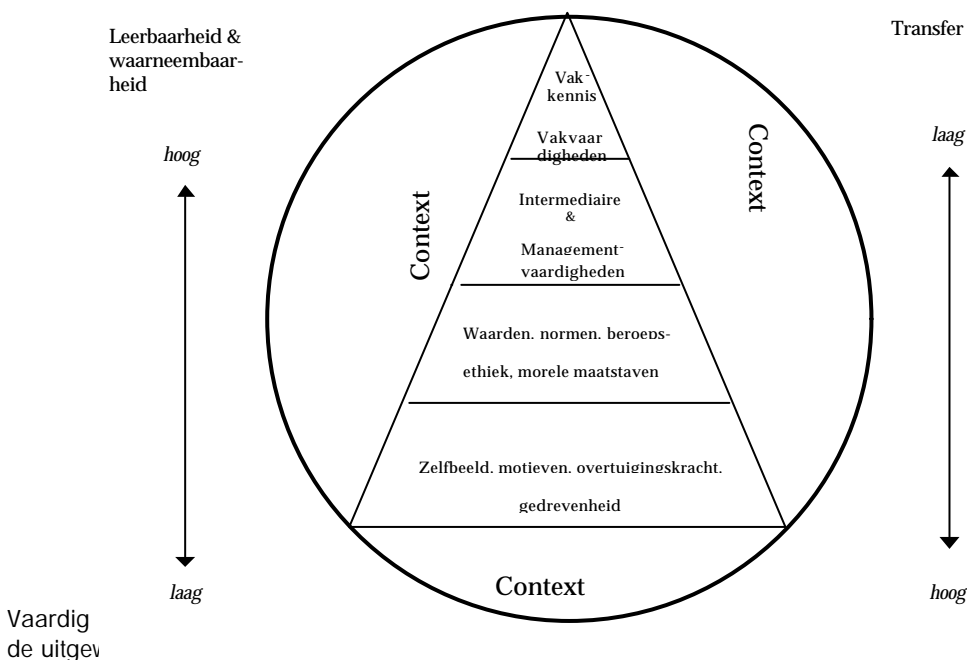 Leerbaarheid &
waarneembaar-
heid
hoog
laag
Vak-
kennis
Vakvaar
digheden
Intermediaire
&
Management-
vaardigheden
Waarden, normen, beroeps-
ethiek, morele maatstaven
Zelfbeeld, motieven, overtuigingskracht,
gedrevenheid
Context
Context
Context
Transfer
laag
hoog
Vaardig
de